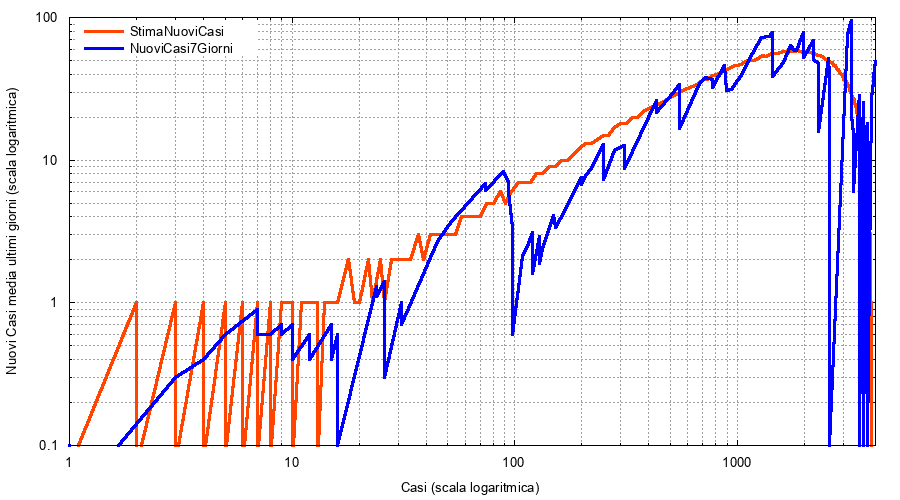 100
StimaNuoviCasi
NuoviCasi7Giorni
10
1
0.1
Nuovi Casi media ultimi giorni (scala logaritmica)
1 10 100 1000
Casi (scala logaritmica)